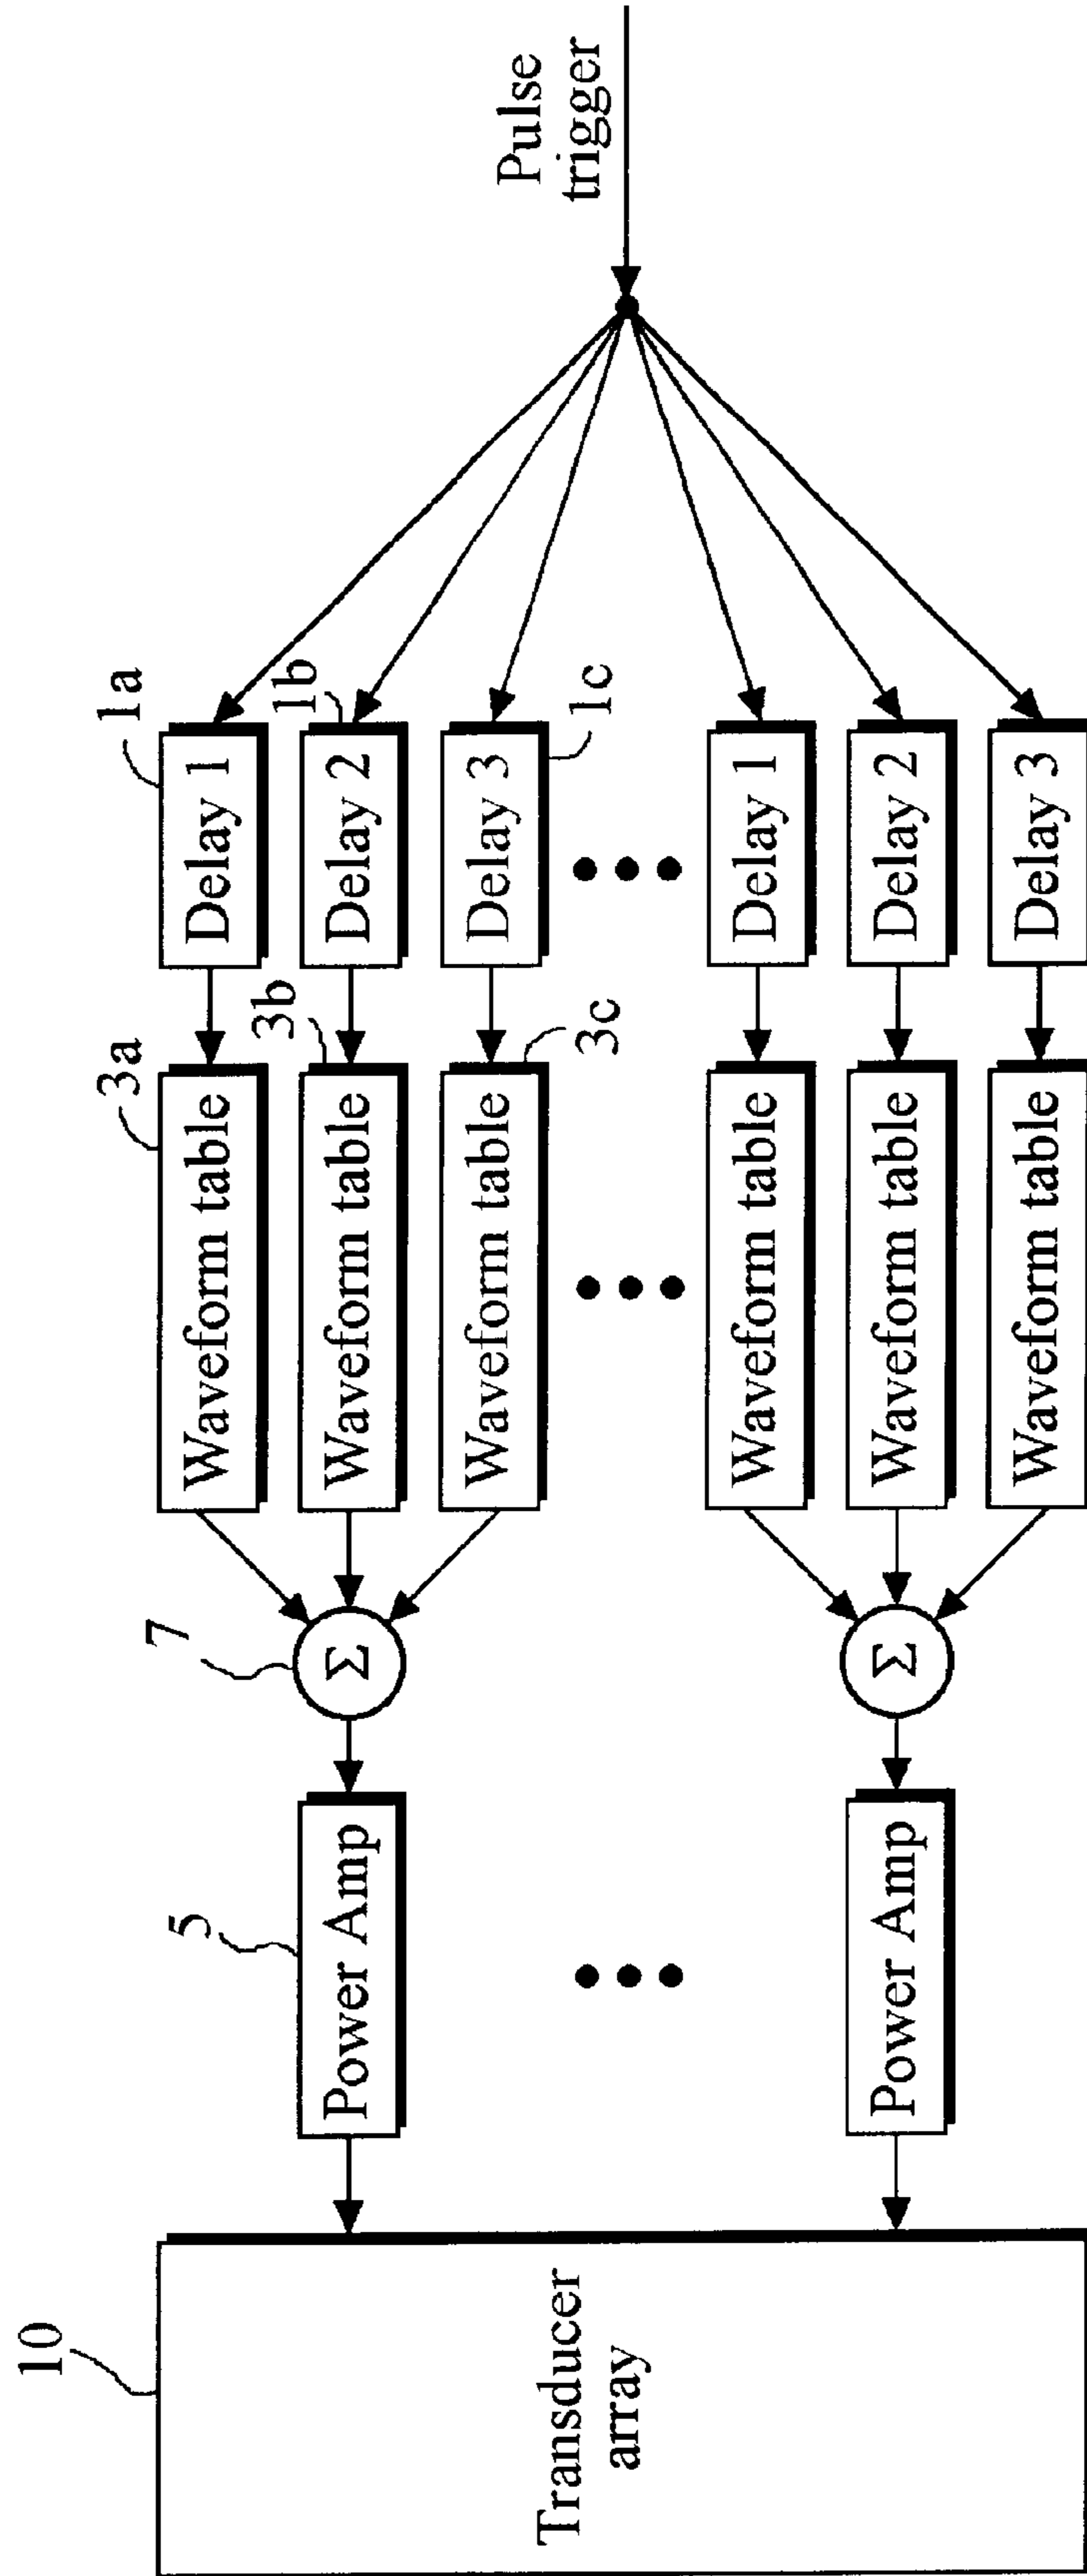 Pulse
trigger
1a
Delay 1
1b
Delay 2
1c
Delay 3
Delay 1
Delay 2
Delay 3
3a
Waveform table
3b
Waveform table
3c
Waveform table
Waveform table
Waveform table
Waveform table
7
Σ
Σ
5
Power Amp
Power Amp
10
Transducer
array